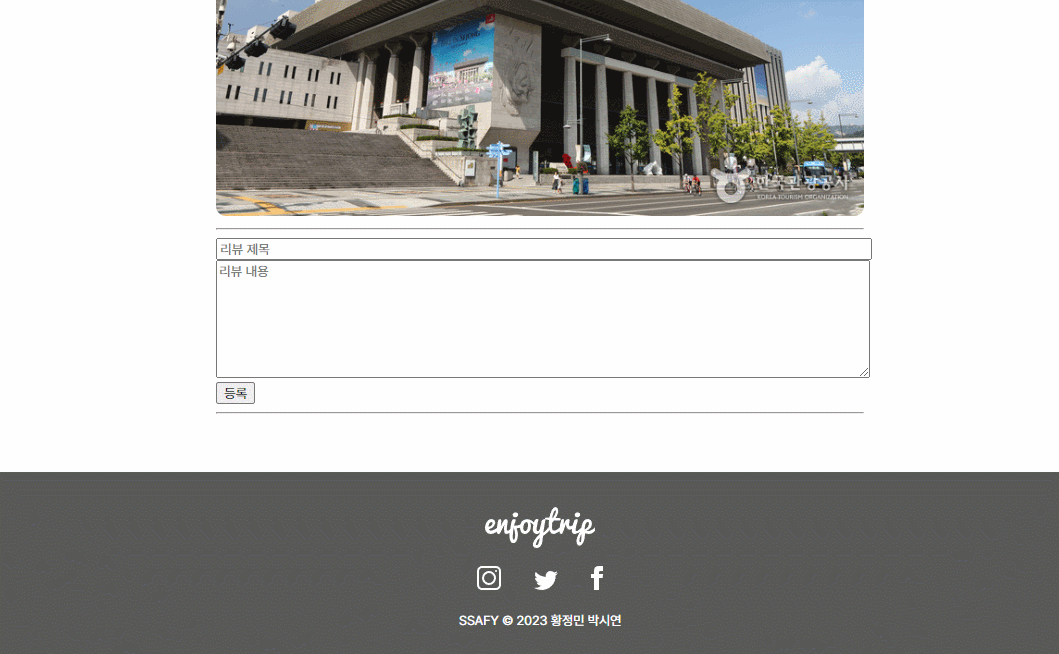 한국관광공사
KOREA TOURISM ORGANIZATION
리뷰 제목
리뷰 내용
등록
enjoytrip
SSAFY © 2023 황정민 박시연